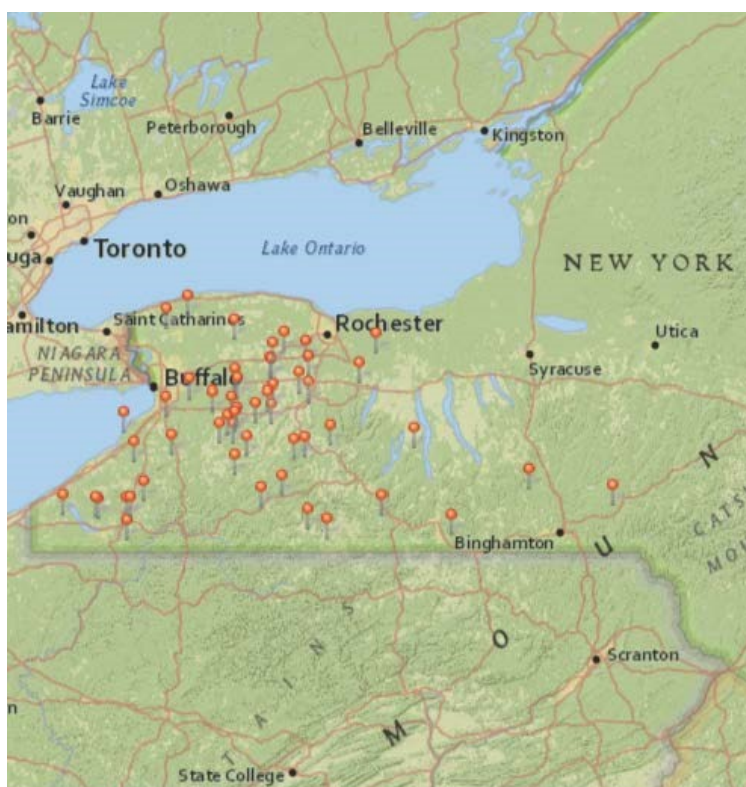 Lake
Simcoe
Barrie
Peterborough
Belleville
Kingston
Vaughan
Oshawa
on
Toronto
Lake Ontario
uga
NEW YORK
amilton
Saint Catharines
Rochester
Utica
NIAGARA
PENINSULA
Buffalo
Syracuse
N
CATS
MOU
Binghamton
U
O
Scranton
TAINS
n
M
State College